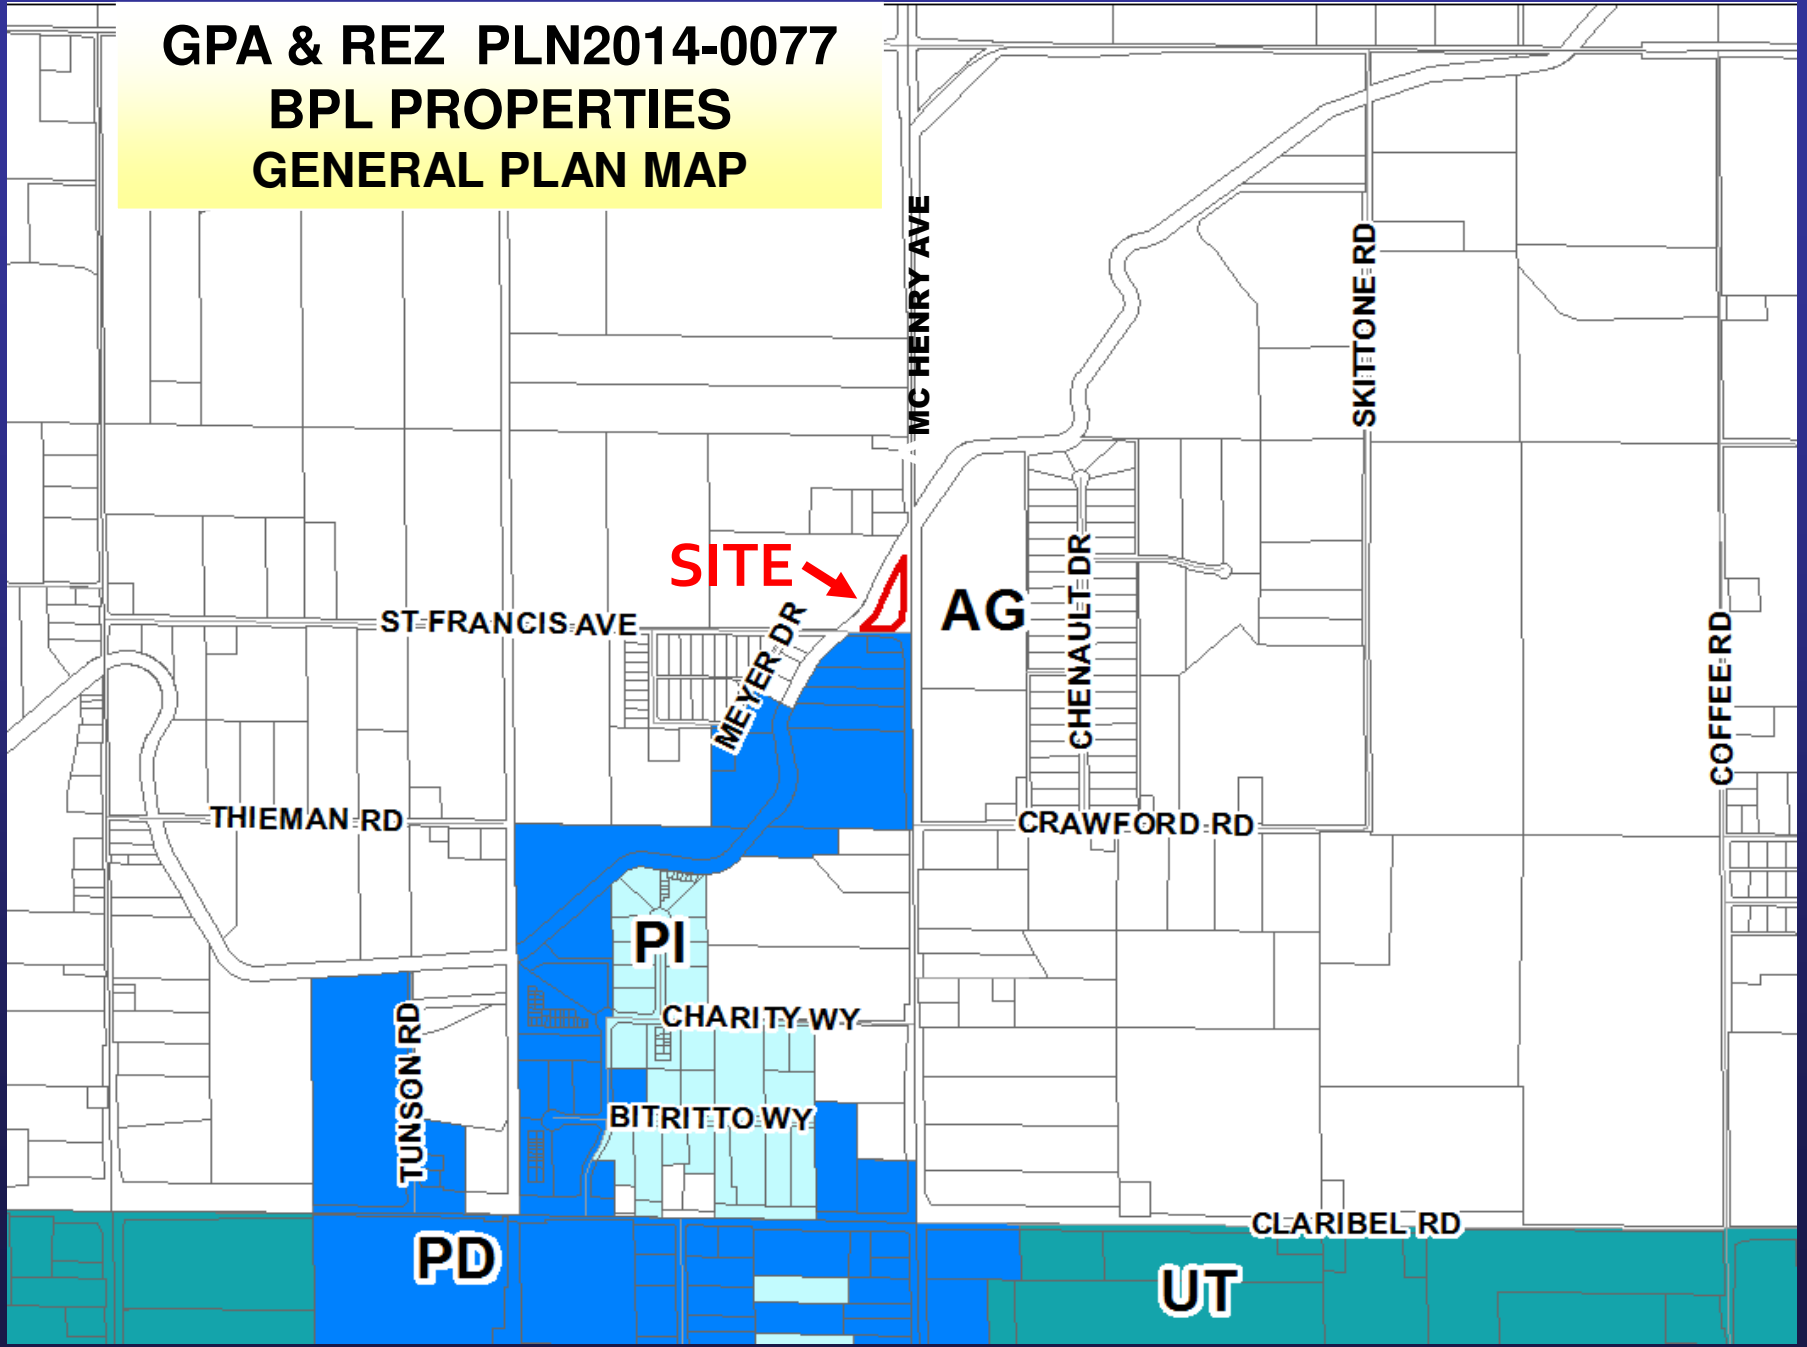 GPA & REZ PLN2014-0077
BPL PROPERTIES
GENERAL PLAN MAP
MC HENRY AVE
SKITTONE RD
SITE
AG
ST FRANCIS AVE
MEYER DR
CHENAULT DR
COFFEE RD
THIEMAN RD
CRAWFORD RD
PI
CHARITY WY
TUNSON RD
BITRITTO WY
CLARIBEL RD
PD
UT